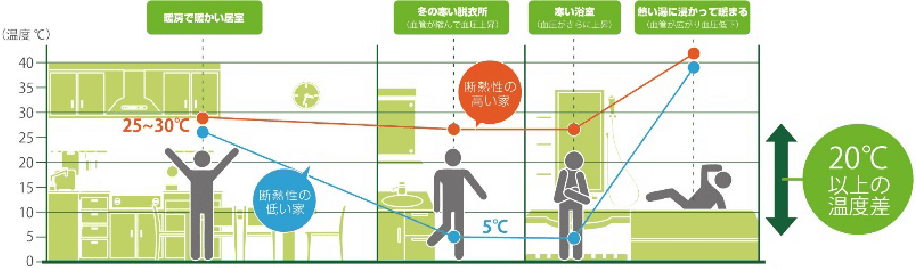 暖房で暖かい居室
冬の寒い脱衣所
（血管が縮んで血圧上昇）
寒い浴室
（血圧がさらに上昇）
熱い湯に浸かって暖まる
（血管が広がり血圧低下）
（温度 ℃）
40
35
30
25
20
15
10
5
0
25~30℃
断熱性の
高い家
断熱性の
低い家
5℃
20℃
以上の
温度差